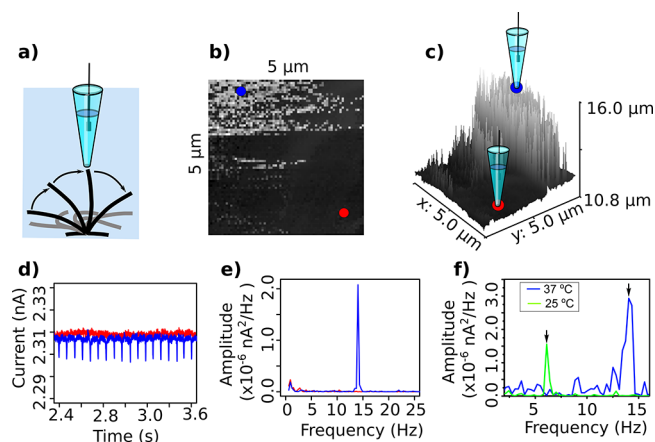 a)
b)
5 µm
5 µm
c)
16.0 µm
10.8 µm
x: 5.0 µm
y: 5.0 µm
d)
Current (nA)
2.33
2.31
2.29
2.4 3.0 3.6
Time (s)
e)
Amplitude
(x10⁻⁶ nA²/Hz)
2.0
1.0
0.0
0 5 10 15 20 25
Frequency (Hz)
f)
Amplitude
(x10⁻⁶ nA²/Hz)
3.0
2.0
1.0
0.0
37 ºC
25 ºC
5 10 15
Frequency (Hz)